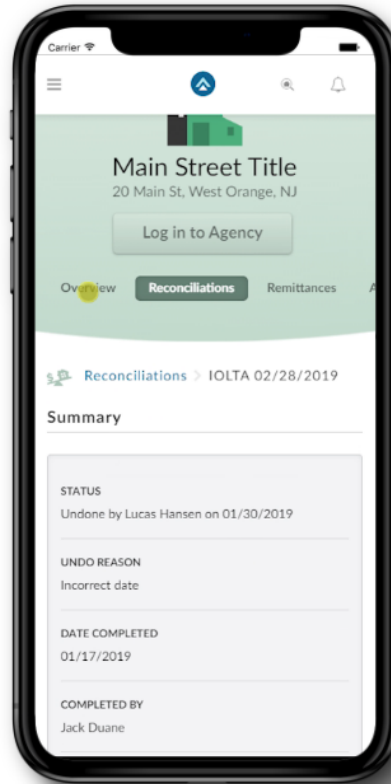 Carrier
Main Street Title
20 Main St, West Orange, NJ
Log in to Agency
Overview Reconciliations Remittances A
Reconciliations > IOLTA 02/28/2019
Summary
STATUS
Undone by Lucas Hansen on 01/30/2019
UNDO REASON
Incorrect date
DATE COMPLETED
01/17/2019
COMPLETED BY
Jack Duane